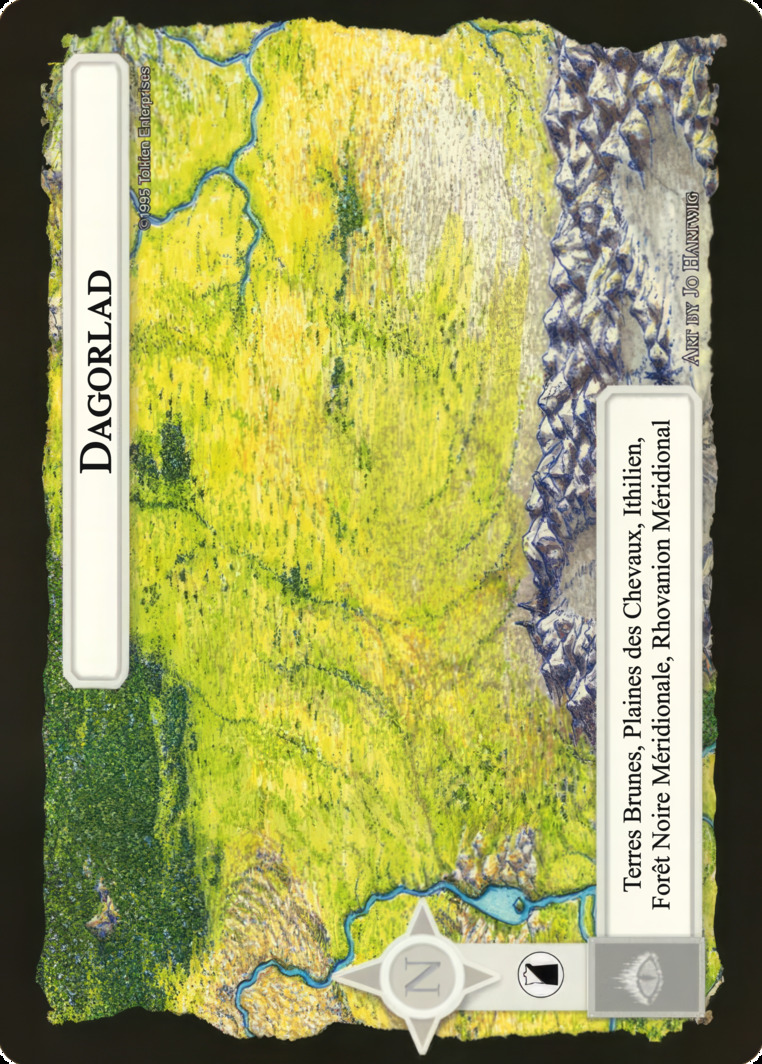 DAGORLAD
©1995 Tolkien Enterprises
ART BY JO HARTWIG
Terres Brunes, Plaines des Chevaux, Ithilien,
Forêt Noire Méridionale, Rhovanion Méridional
N